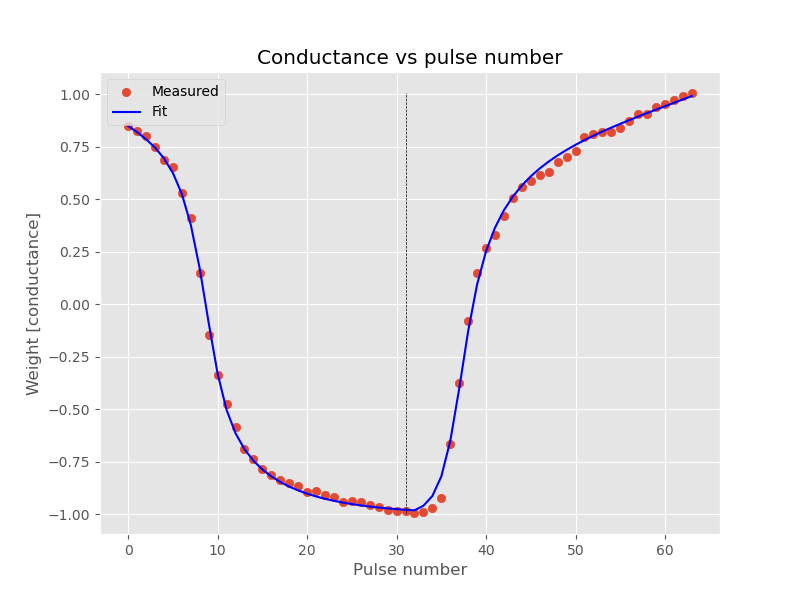 Conductance vs pulse number
Measured
Fit
1.00
0.75
0.50
0.25
0.00
−0.25
−0.50
−0.75
−1.00
Weight [conductance]
0 10 20 30 40 50 60
Pulse number